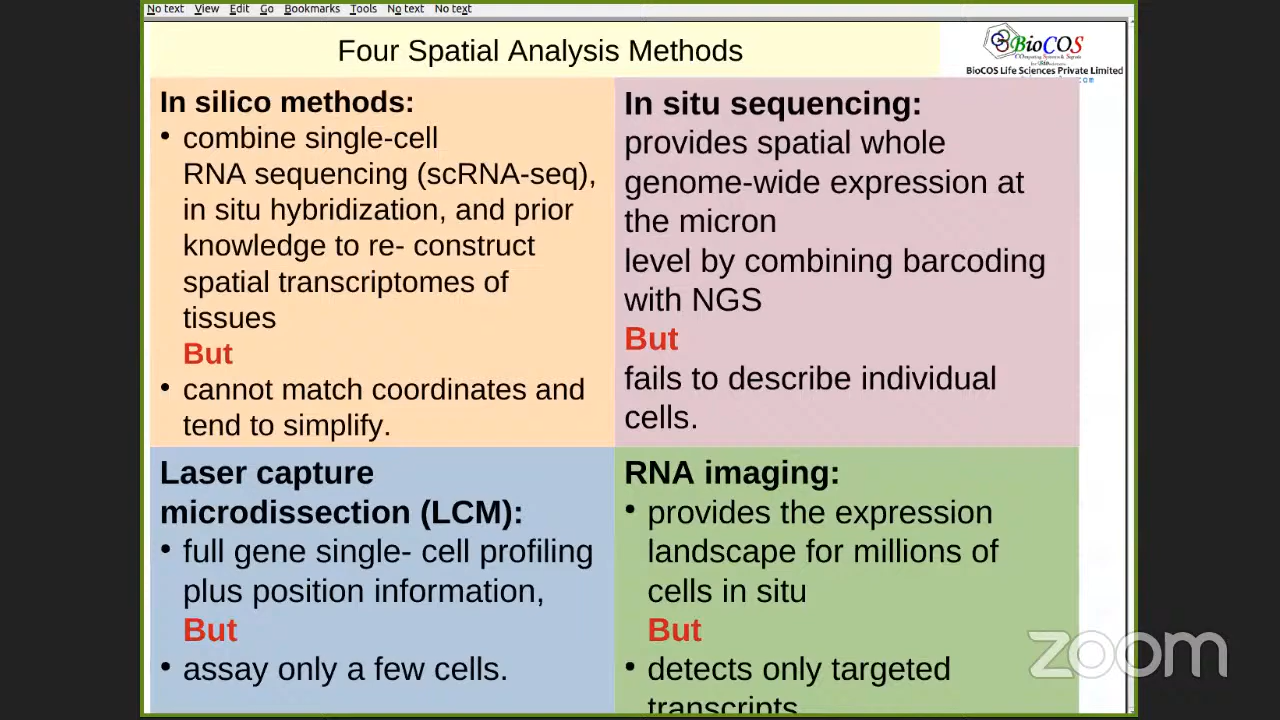 No text View Edit Go Bookmarks Tools No text No text
Four Spatial Analysis Methods
BioCOS
BioCOS Life Sciences Private Limited
In silico methods:
• combine single-cell
RNA sequencing (scRNA-seq),
in situ hybridization, and prior
knowledge to re- construct
spatial transcriptomes of
tissues
But
• cannot match coordinates and
tend to simplify.
In situ sequencing:
provides spatial whole
genome-wide expression at
the micron
level by combining barcoding
with NGS
But
fails to describe individual
cells.
Laser capture
microdissection (LCM):
• full gene single- cell profiling
plus position information,
But
• assay only a few cells.
RNA imaging:
• provides the expression
landscape for millions of
cells in situ
But
• detects only targeted
transcripts
zoom